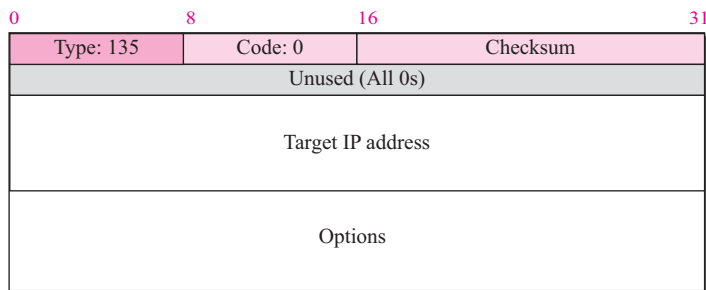 0 8 16 31
Type: 135 Code: 0 Checksum
Unused (All 0s)
Target IP address
Options